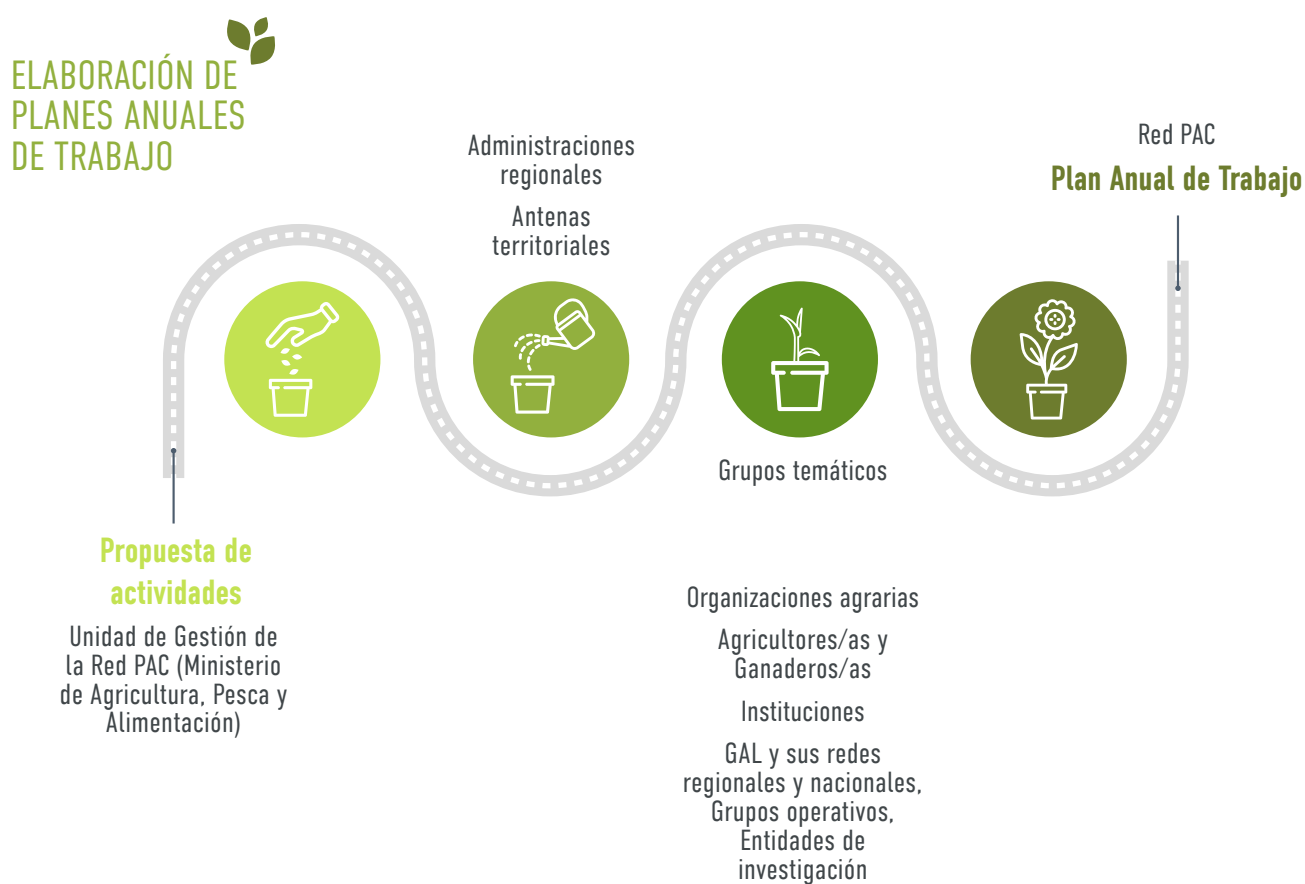 ELABORACIÓN DE
PLANES ANUALES
DE TRABAJO
Propuesta de
actividades
Unidad de Gestión de
la Red PAC (Ministerio
de Agricultura, Pesca y
Alimentación)
Administraciones
regionales
Antenas
territoriales
Grupos temáticos
Organizaciones agrarias
Agricultores/as y
Ganaderos/as
Instituciones
GAL y sus redes
regionales y nacionales,
Grupos operativos,
Entidades de
investigación
Red PAC
Plan Anual de Trabajo